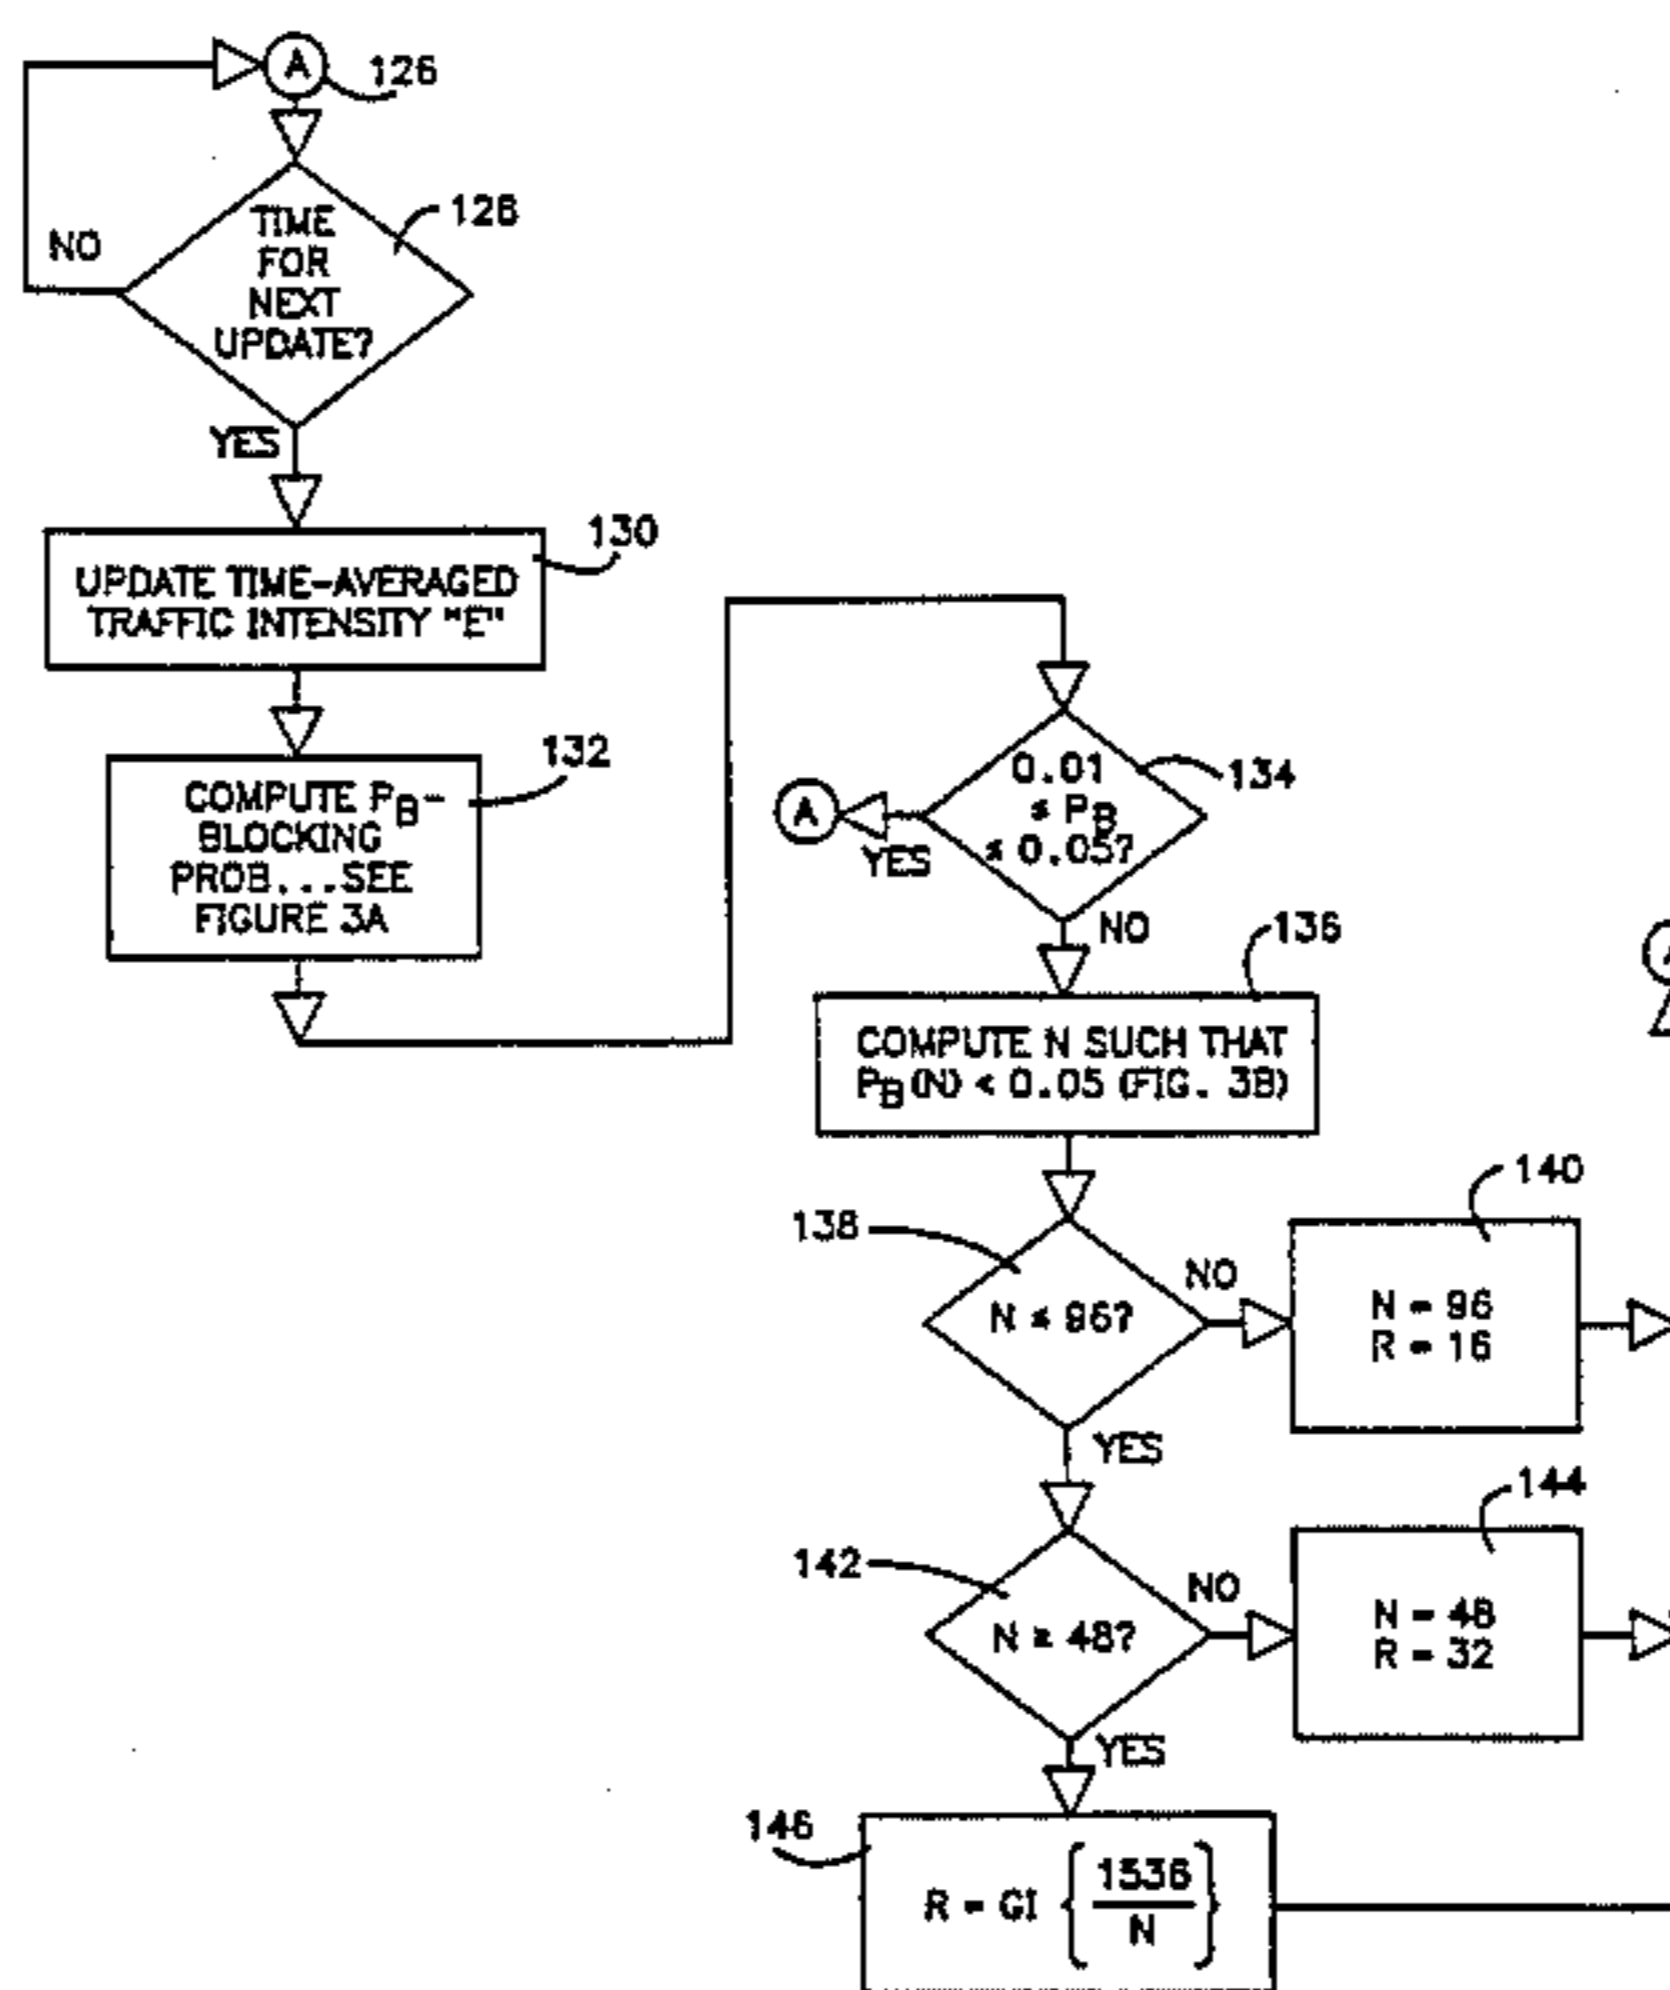 A
126
TIME
FOR
NEXT
UPDATE?
128
NO
YES
130
UPDATE TIME-AVERAGED
TRAFFIC INTENSITY "E"
132
COMPUTE PB-
BLOCKING
PROB...SEE
FIGURE 3A
0.01
≤ PB
≤ 0.05?
134
A
YES
NO
136
COMPUTE N SUCH THAT
PB(N) < 0.05 (FIG. 3B)
138
N ≤ 96?
NO
140
N = 96
R = 16
YES
142
N ≥ 48?
NO
144
N = 48
R = 32
YES
146
R = GI { 1536
N }